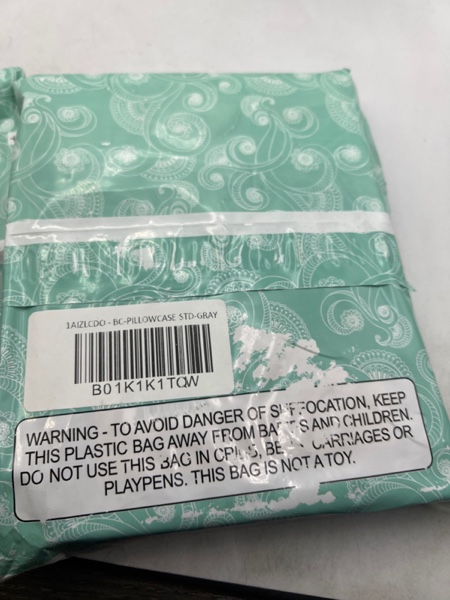 1AIZLCDO - BC-PILLOWCASE STD-GRAY
B01K1K1TQW
WARNING - TO AVOID DANGER OF SUFFOCATION, KEEP
THIS PLASTIC BAG AWAY FROM AND CHILDREN.
DO NOT USE THIS BAG IN CRIBS, CARRIAGES OR
PLAYPENS. THIS BAG IS NOT A TOY.